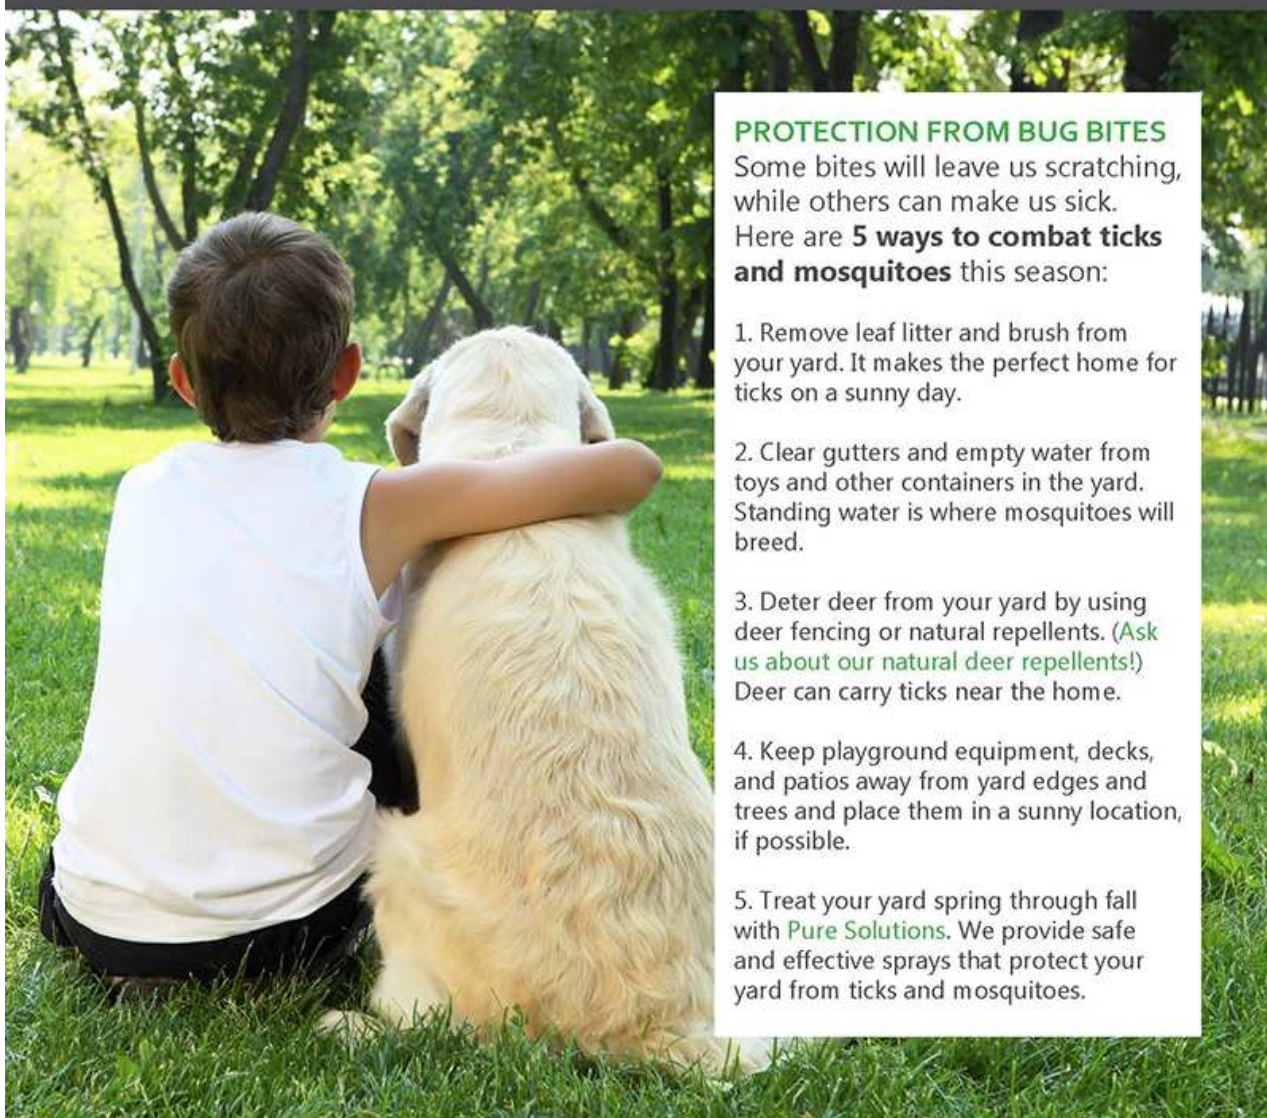 PROTECTION FROM BUG BITES
Some bites will leave us scratching,
while others can make us sick.
Here are 5 ways to combat ticks
and mosquitoes this season:
1. Remove leaf litter and brush from
your yard. It makes the perfect home for
ticks on a sunny day.
2. Clear gutters and empty water from
toys and other containers in the yard.
Standing water is where mosquitoes will
breed.
3. Deter deer from your yard by using
deer fencing or natural repellents. (Ask
us about our natural deer repellents!)
Deer can carry ticks near the home.
4. Keep playground equipment, decks,
and patios away from yard edges and
trees and place them in a sunny location,
if possible.
5. Treat your yard spring through fall
with Pure Solutions. We provide safe
and effective sprays that protect your
yard from ticks and mosquitoes.